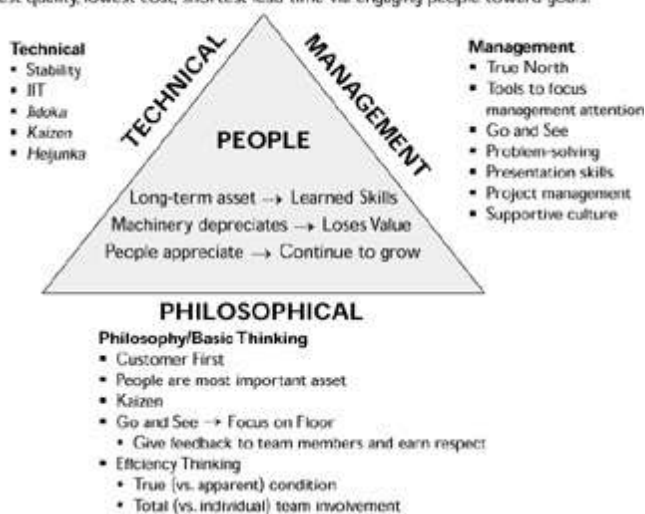 quality, lowest cost, shortest lead time via engaging people toward goals.
Technical
▪ Stability
▪ JIT
▪ Jidoka
▪ Kaizen
▪ Heijunka
TECHNICAL
MANAGEMENT
Management
▪ True North
▪ Tools to focus
management attention
▪ Go and See
▪ Problem-solving
▪ Presentation skills
▪ Project management
▪ Supportive culture
PEOPLE
Long-term asset → Learned Skills
Machinery depreciates → Loses Value
People appreciate → Continue to grow
PHILOSOPHICAL
Philosophy/Basic Thinking
▪ Customer First
▪ People are most important asset
▪ Kaizen
▪ Go and See → Focus on Floor
• Give feedback to team members and earn respect
▪ Efficiency Thinking
• True (vs. apparent) condition
• Total (vs. individual) team involvement